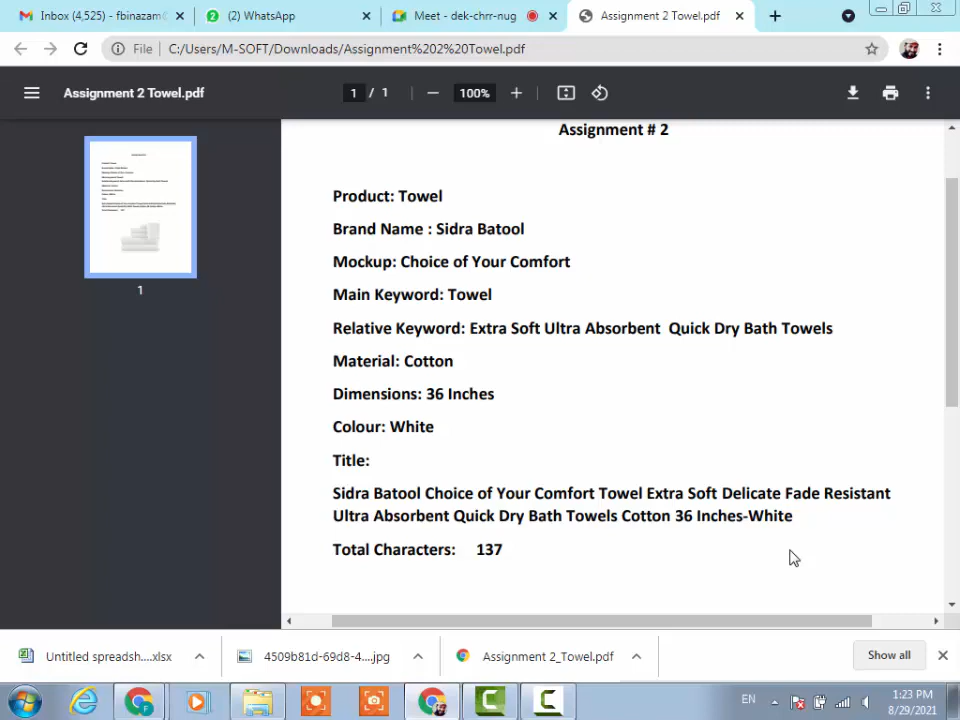 Inbox (4,525) - fbinazam
(2) WhatsApp
Meet - dek-chrr-nug
Assignment 2 Towel.pdf
File
C:/Users/M-SOFT/Downloads/Assignment%202%20Towel.pdf
Assignment 2 Towel.pdf
1 / 1
100%
1
Assignment # 2
Product: Towel
Brand Name : Sidra Batool
Mockup: Choice of Your Comfort
Main Keyword: Towel
Relative Keyword: Extra Soft Ultra Absorbent Quick Dry Bath Towels
Material: Cotton
Dimensions: 36 Inches
Colour: White
Title:
Sidra Batool Choice of Your Comfort Towel Extra Soft Delicate Fade Resistant
Ultra Absorbent Quick Dry Bath Towels Cotton 36 Inches-White
Total Characters: 137
Untitled spreadsh....xlsx
4509b81d-69d8-4....jpg
Assignment 2_Towel.pdf
Show all
EN
1:23 PM
8/29/2021